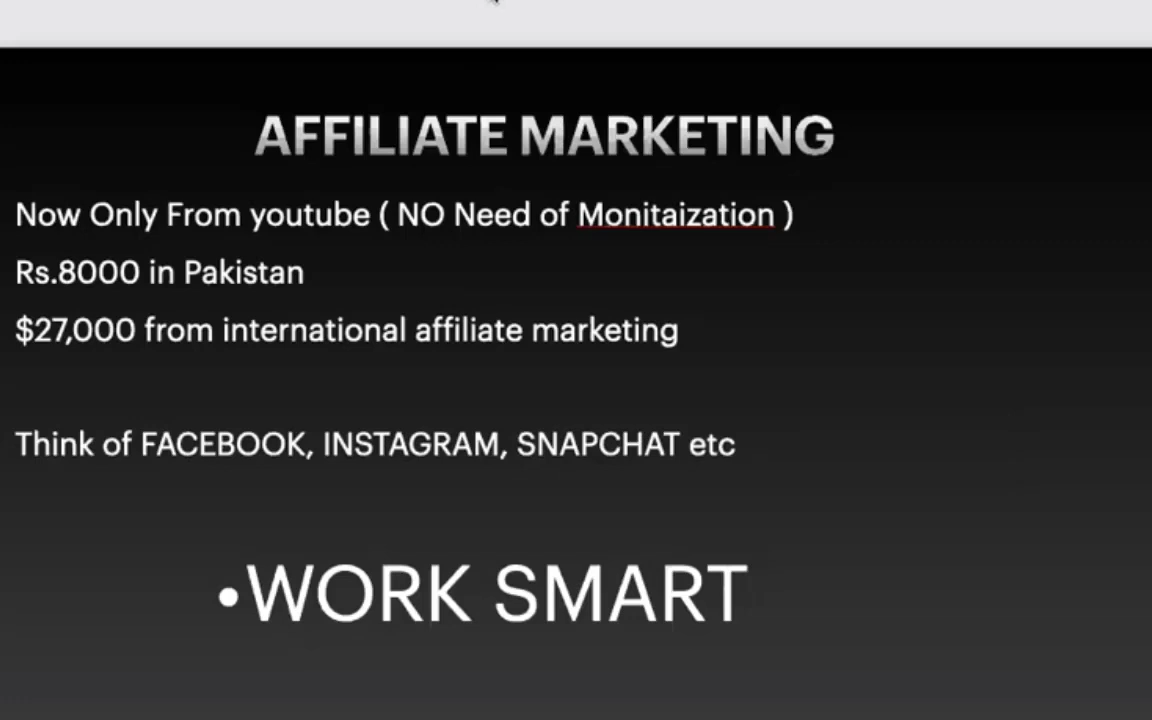 AFFILIATE MARKETING
Now Only From youtube ( NO Need of Monitaization )
Rs.8000 in Pakistan
$27,000 from international affiliate marketing
Think of FACEBOOK, INSTAGRAM, SNAPCHAT etc
•WORK SMART